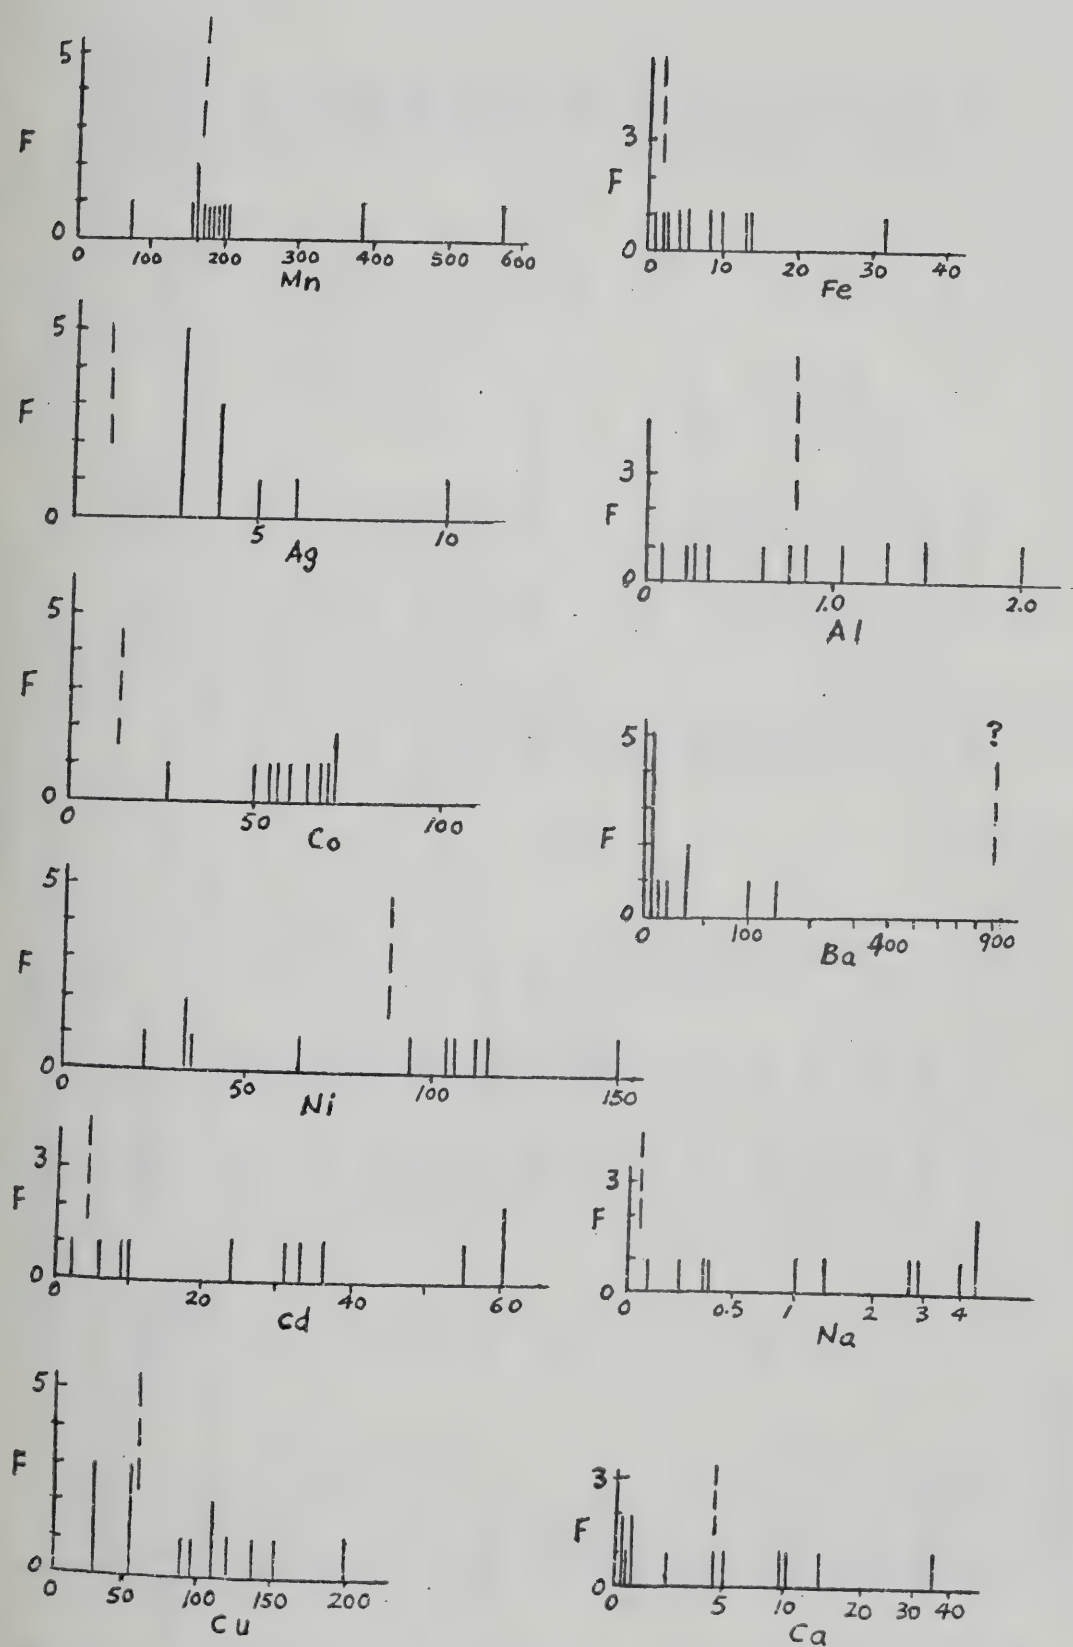 5
F
0
0 100 200 300 400 500 600
Mn
3
F
0
0 10 20 30 40
Fe
5
F
0
5 10
Ag
3
F
0
0 1.0 2.0
Al
5
F
0
0 50 100
Co
?
5
F
0
0 100 400 900
Ba
5
F
0
0 50 100 150
Ni
3
F
0
0 20 40 60
Cd
3
F
0
0 0.5 1 2 3 4
Na
5
F
0
0 50 100 150 200
Cu
3
F
0
0 5 10 20 30 40
Ca